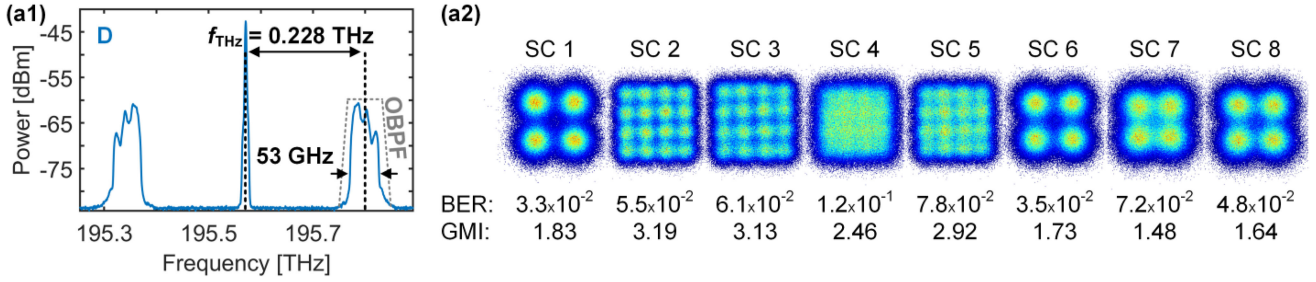 (a1)
D
f_THz = 0.228 THz
53 GHz
OBPF
-45
-55
-65
-75
Power [dBm]
195.3 195.5 195.7
Frequency [THz]
(a2)
SC 1 SC 2 SC 3 SC 4 SC 5 SC 6 SC 7 SC 8
BER: 3.3x10⁻² 5.5x10⁻² 6.1x10⁻² 1.2x10⁻¹ 7.8x10⁻² 3.5x10⁻² 7.2x10⁻² 4.8x10⁻²
GMI: 1.83 3.19 3.13 2.46 2.92 1.73 1.48 1.64